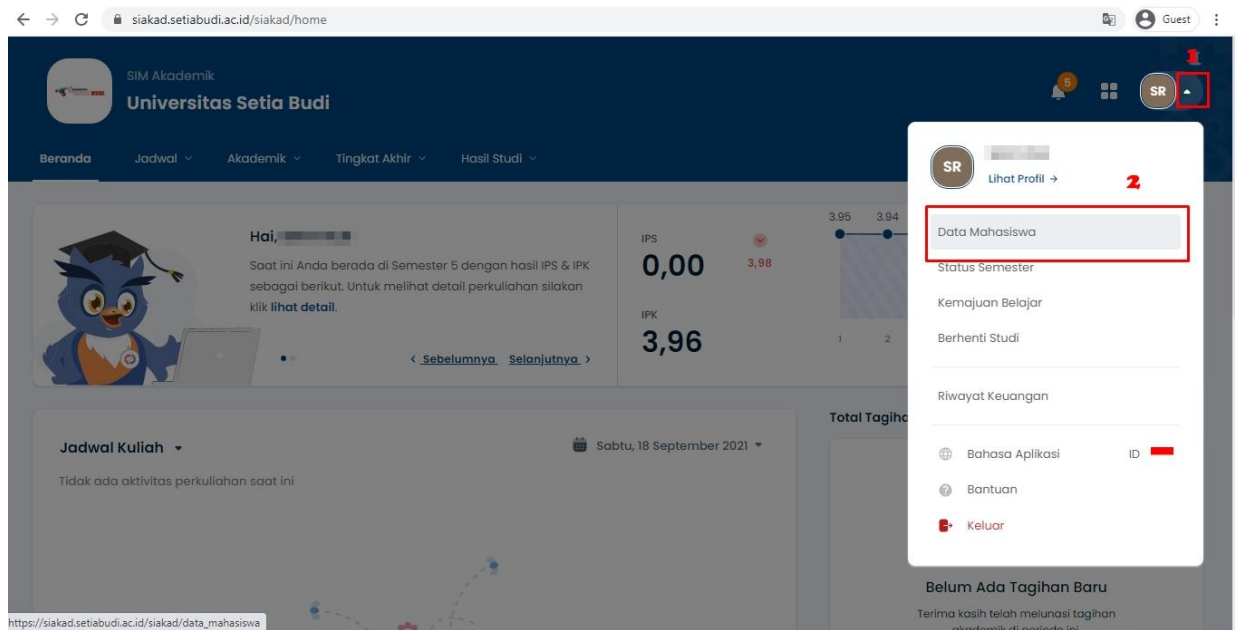 siakad.setiabudi.ac.id/siakad/home
Guest
1
SIM Akademik
Universitas Setia Budi
BUDI
5
SR
Beranda
Jadwal
Akademik
Tingkat Akhir
Hasil Studi
SR
Lihat Profil →
2
Data Mahasiswa
Status Semester
Kemajuan Belajar
Berhenti Studi
Riwayat Keuangan
Bahasa Aplikasi
ID
Bantuan
Keluar
Hai,
Saat ini Anda berada di Semester 5 dengan hasil IPS & IPK
sebagai berikut. Untuk melihat detail perkuliahan silakan
klik lihat detail.
< Sebelumnya
Selanjutnya >
IPS
0,00
3,98
IPK
3,96
3.95
3.94
1
2
Jadwal Kuliah
Sabtu, 18 September 2021
Tidak ada aktivitas perkuliahan saat ini
Total Tagiha
Belum Ada Tagihan Baru
Terima kasih telah melunasi tagihan
akademik di periode ini
https://siakad.setiabudi.ac.id/siakad/data_mahasiswa